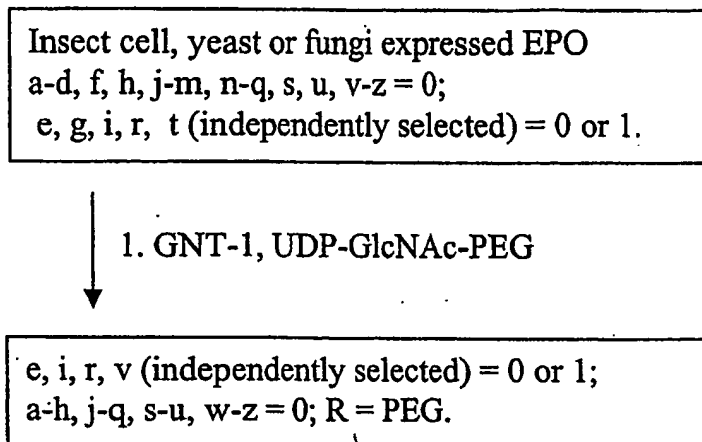 Insect cell, yeast or fungi expressed EPO
a-d, f, h, j-m, n-q, s, u, v-z = 0;
e, g, i, r, t (independently selected) = 0 or 1.
1. GNT-1, UDP-GlcNAc-PEG
e, i, r, v (independently selected) = 0 or 1;
a-h, j-q, s-u, w-z = 0; R = PEG.